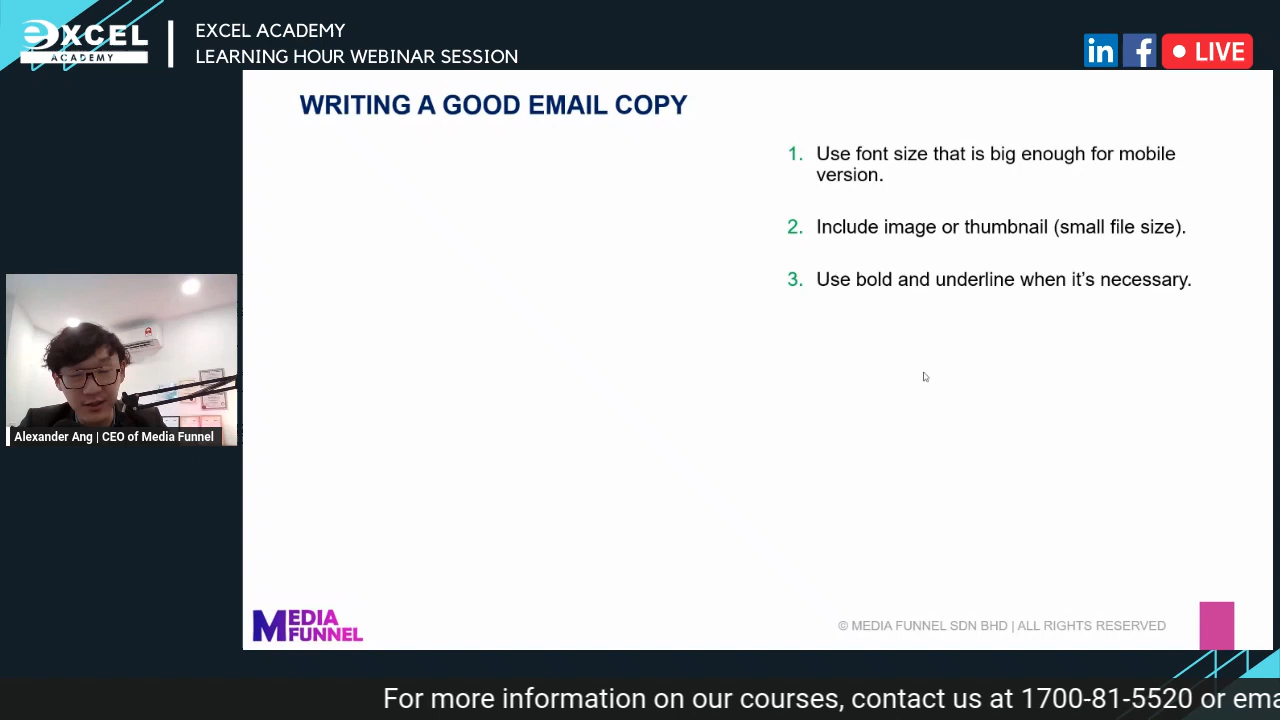 eXCEL
ACADEMY
EXCEL ACADEMY
LEARNING HOUR WEBINAR SESSION
in
f
LIVE
WRITING A GOOD EMAIL COPY
1. Use font size that is big enough for mobile
version.
2. Include image or thumbnail (small file size).
3. Use bold and underline when it’s necessary.
Alexander Ang | CEO of Media Funnel
MEDIA
FUNNEL
© MEDIA FUNNEL SDN BHD | ALL RIGHTS RESERVED
For more information on our courses, contact us at 1700-81-5520 or ema